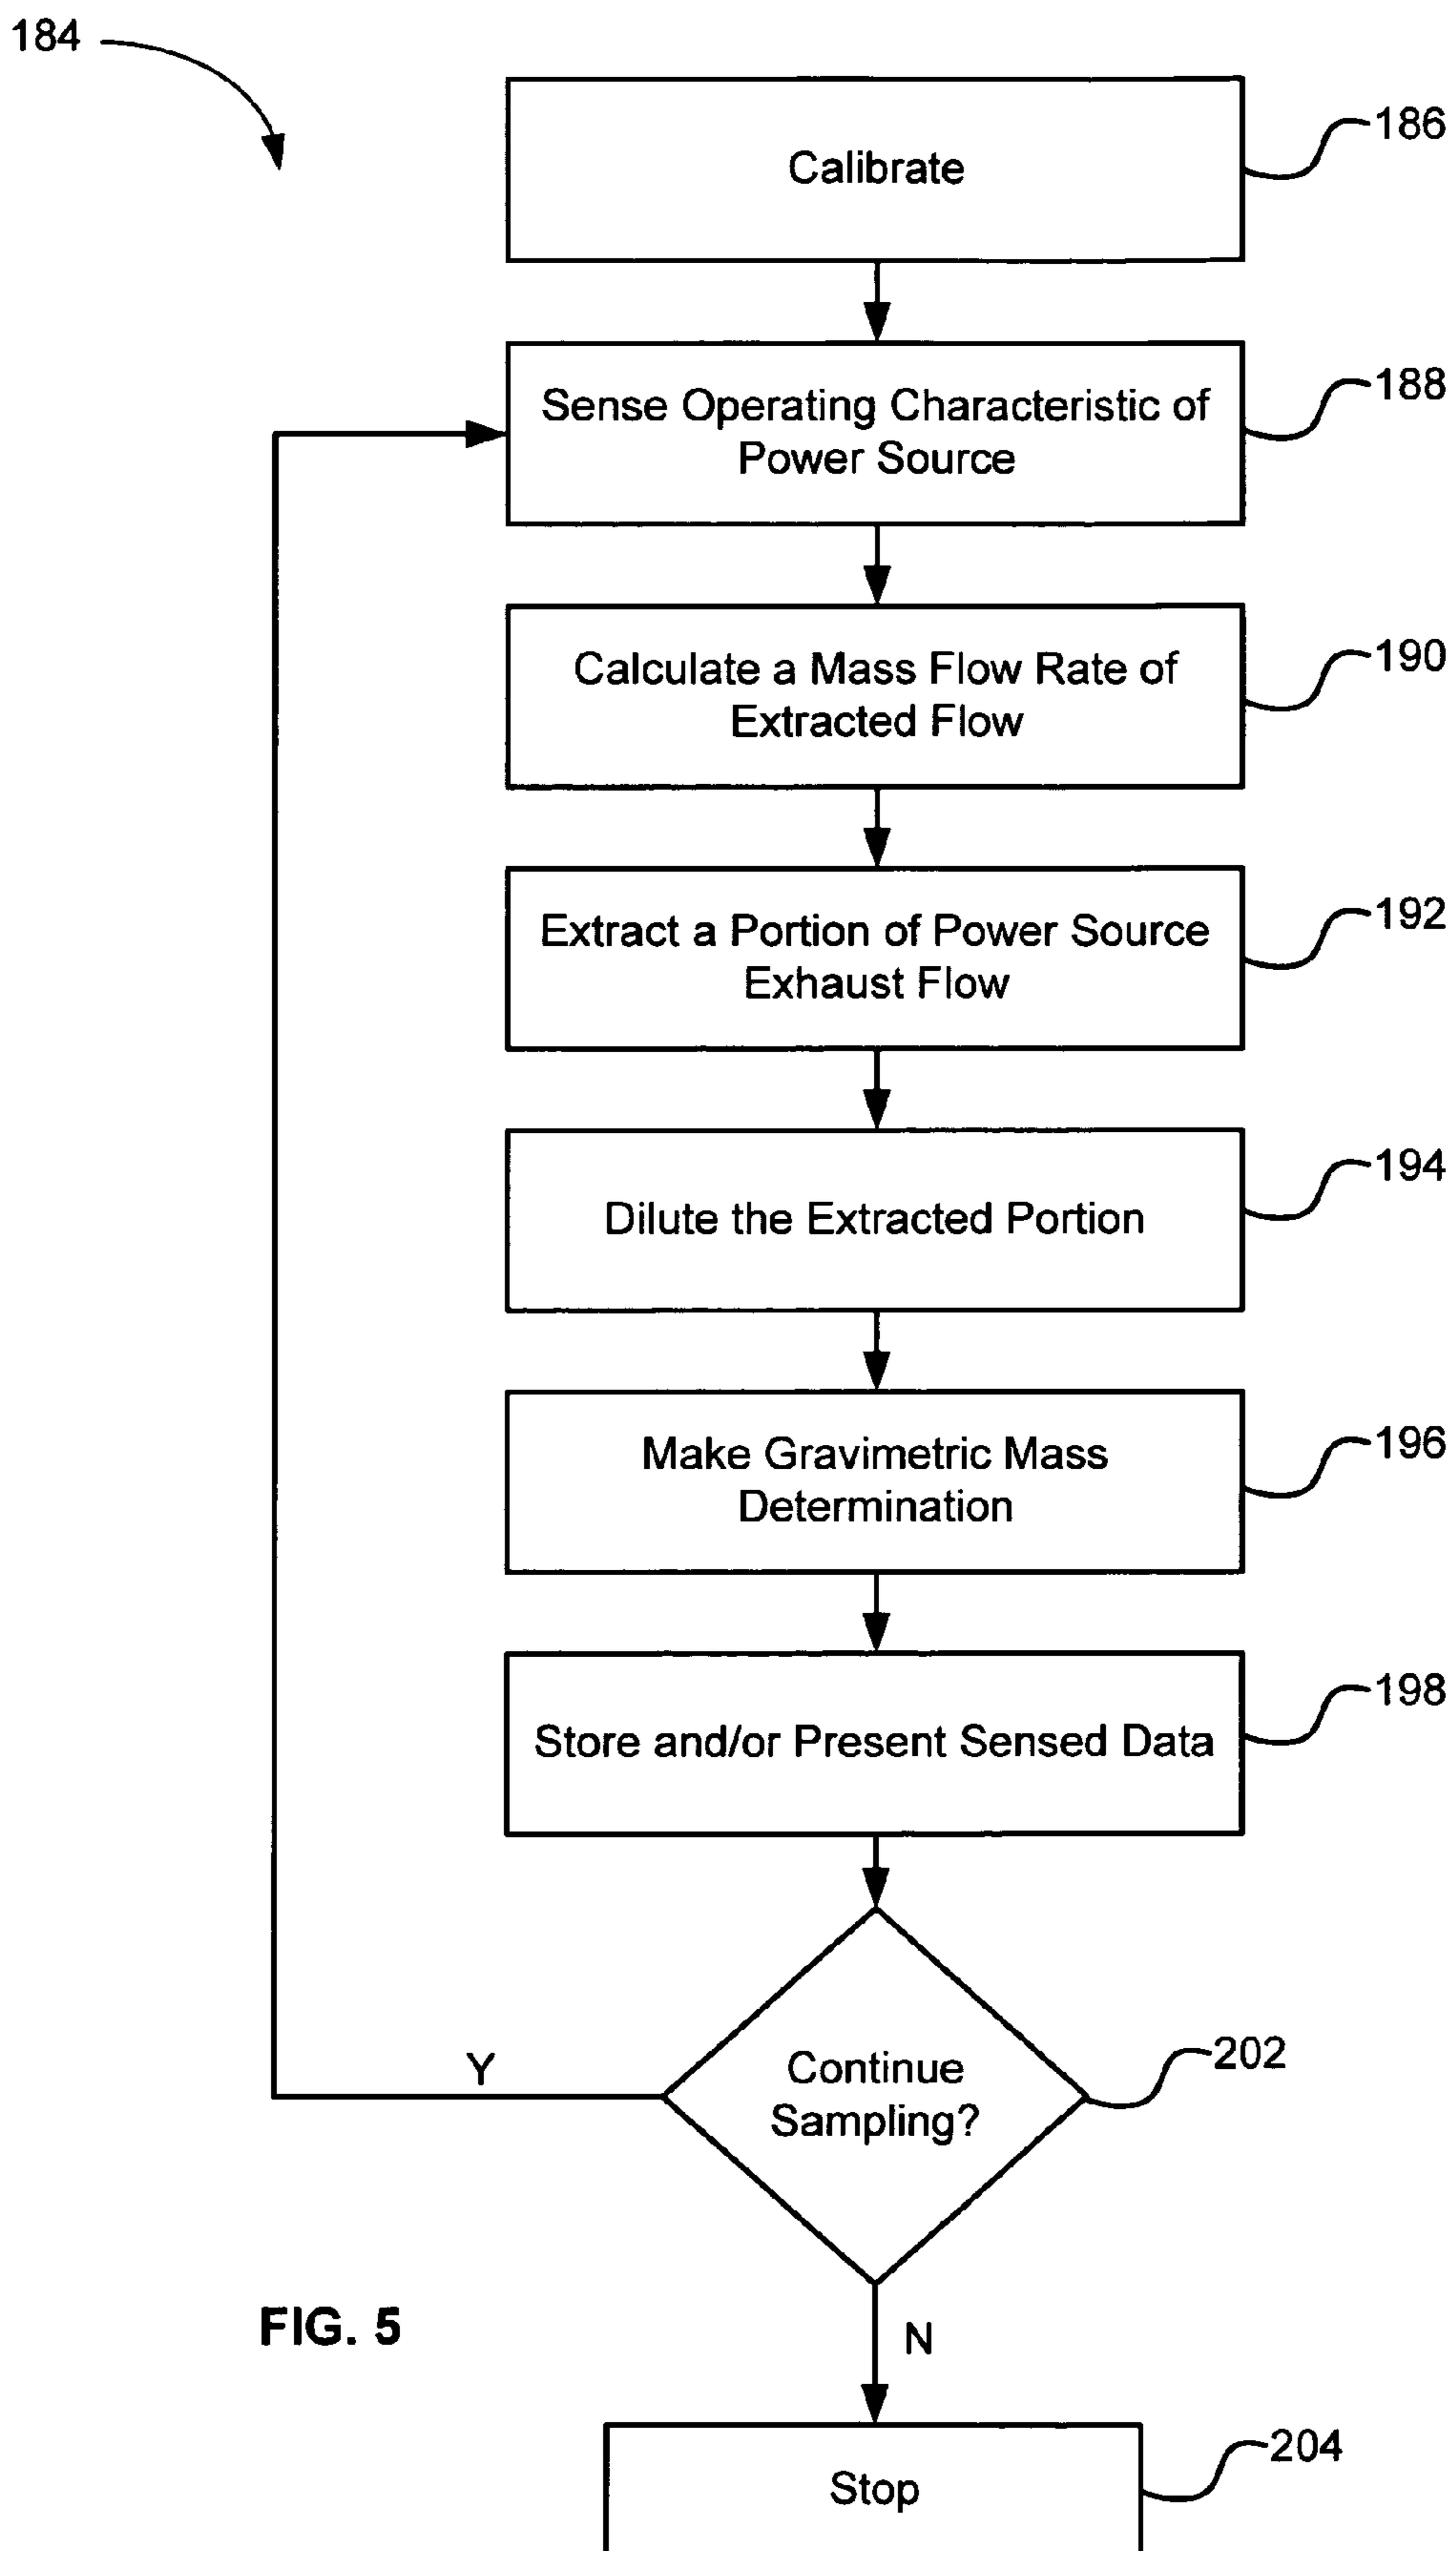 184
Calibrate
186
Sense Operating Characteristic of
Power Source
188
Calculate a Mass Flow Rate of
Extracted Flow
190
Extract a Portion of Power Source
Exhaust Flow
192
Dilute the Extracted Portion
194
Make Gravimetric Mass
Determination
196
Store and/or Present Sensed Data
198
Continue
Sampling?
202
Y
N
FIG. 5
Stop
204